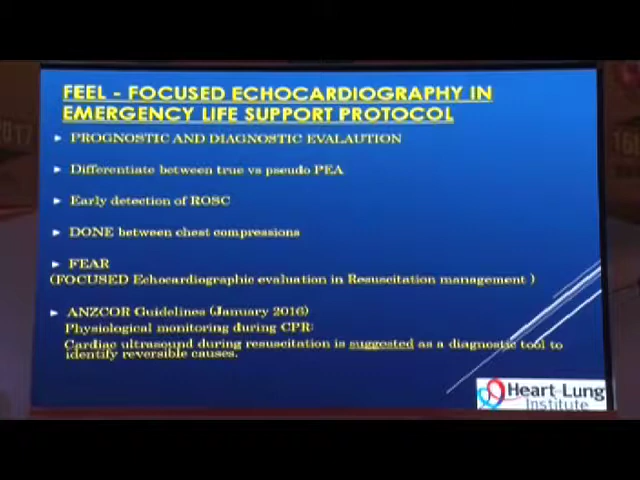 FEEL - FOCUSED ECHOCARDIOGRAPHY IN
EMERGENCY LIFE SUPPORT PROTOCOL
PROGNOSTIC AND DIAGNOSTIC EVALAUTION
Differentiate between true vs pseudo PEA
Early detection of ROSC
DONE between chest compressions
FEAR
(FOCUSED Echocardiographic evaluation in Resuscitation management )
ANZCOR Guidelines (January 2016)
Physiological monitoring during CPR:
Cardiac ultrasound during resuscitation is suggested as a diagnostic tool to
identify reversible causes.
Heart Lung
Institute
2017